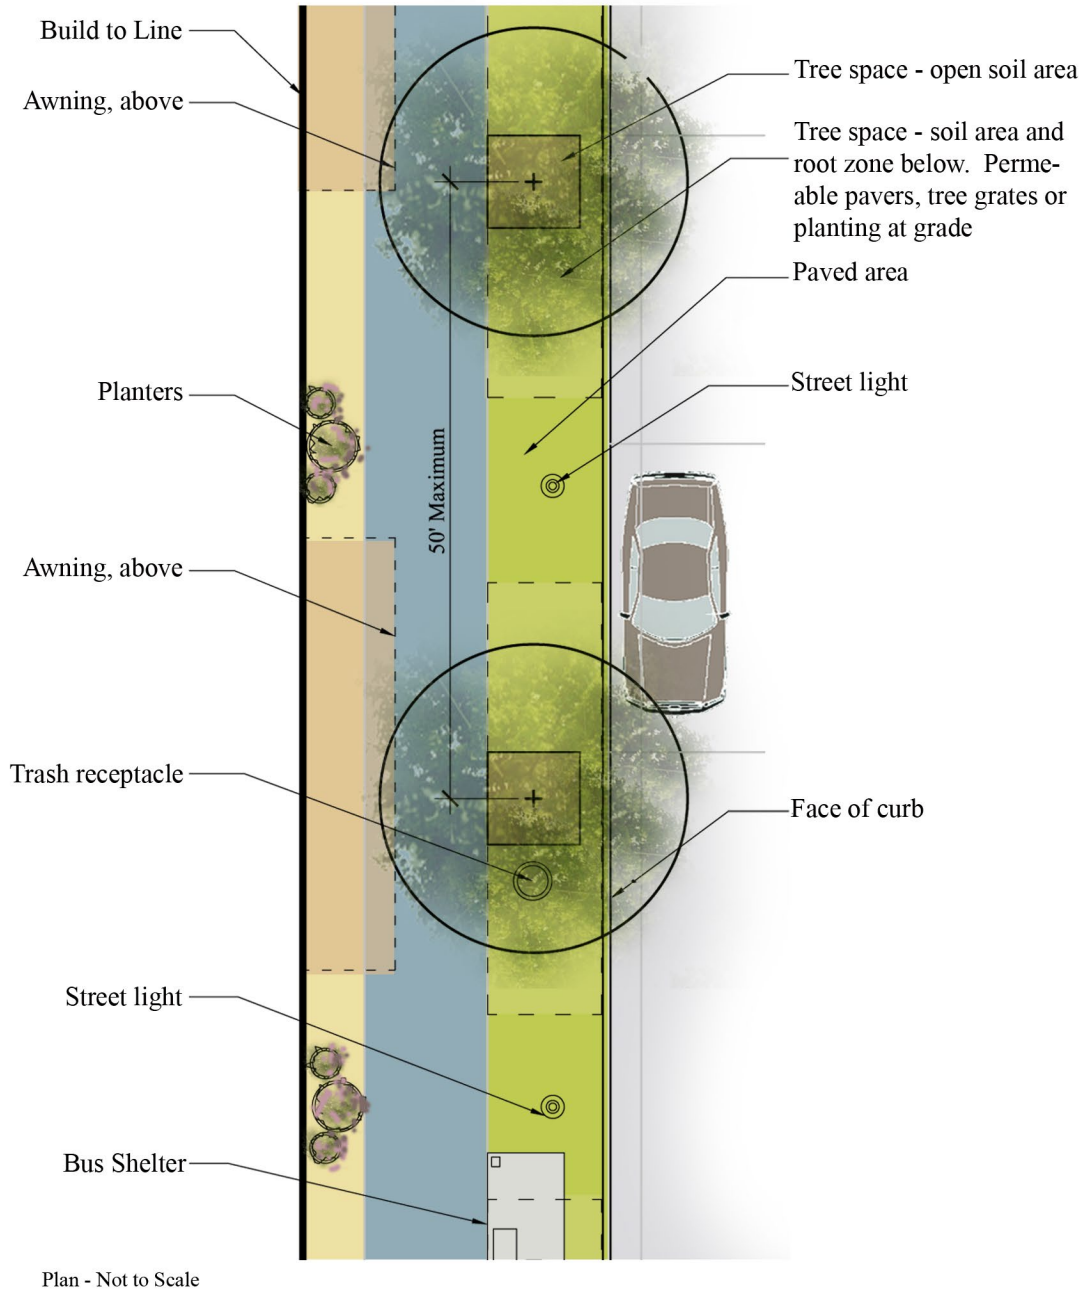 Build to Line
Awning, above
Tree space - open soil area
Tree space - soil area and
root zone below.  Perme-
able pavers, tree grates or
planting at grade
Paved area
Street light
Planters
50' Maximum
Awning, above
Trash receptacle
Face of curb
Street light
Bus Shelter
Plan - Not to Scale